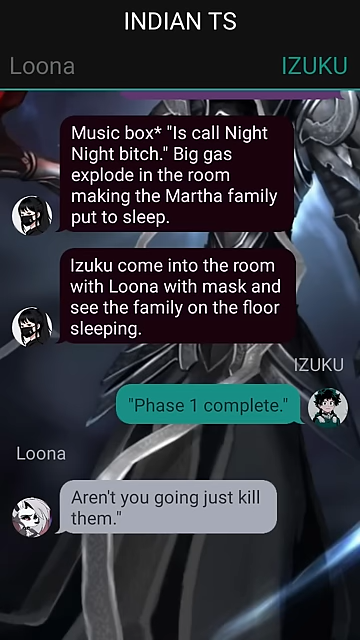 INDIAN TS
Loona
IZUKU
Music box* "Is call Night
Night bitch." Big gas
explode in the room
making the Martha family
put to sleep.
Izuku come into the room
with Loona with mask and
see the family on the floor
sleeping.
IZUKU
"Phase 1 complete."
Loona
Aren't you going just kill
them."